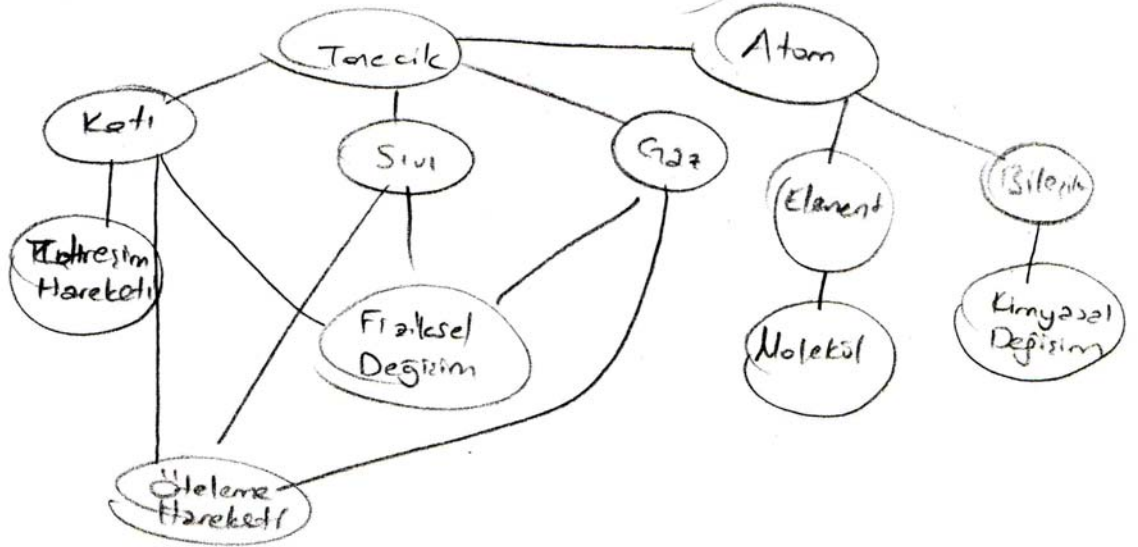 Tanecik
Atom
Katı
Sıvı
Gaz
Element
Bileşik
Titreşim
Hareketi
Fiziksel
Değişim
Molekül
Kimyasal
Değişim
Öteleme
Hareketi